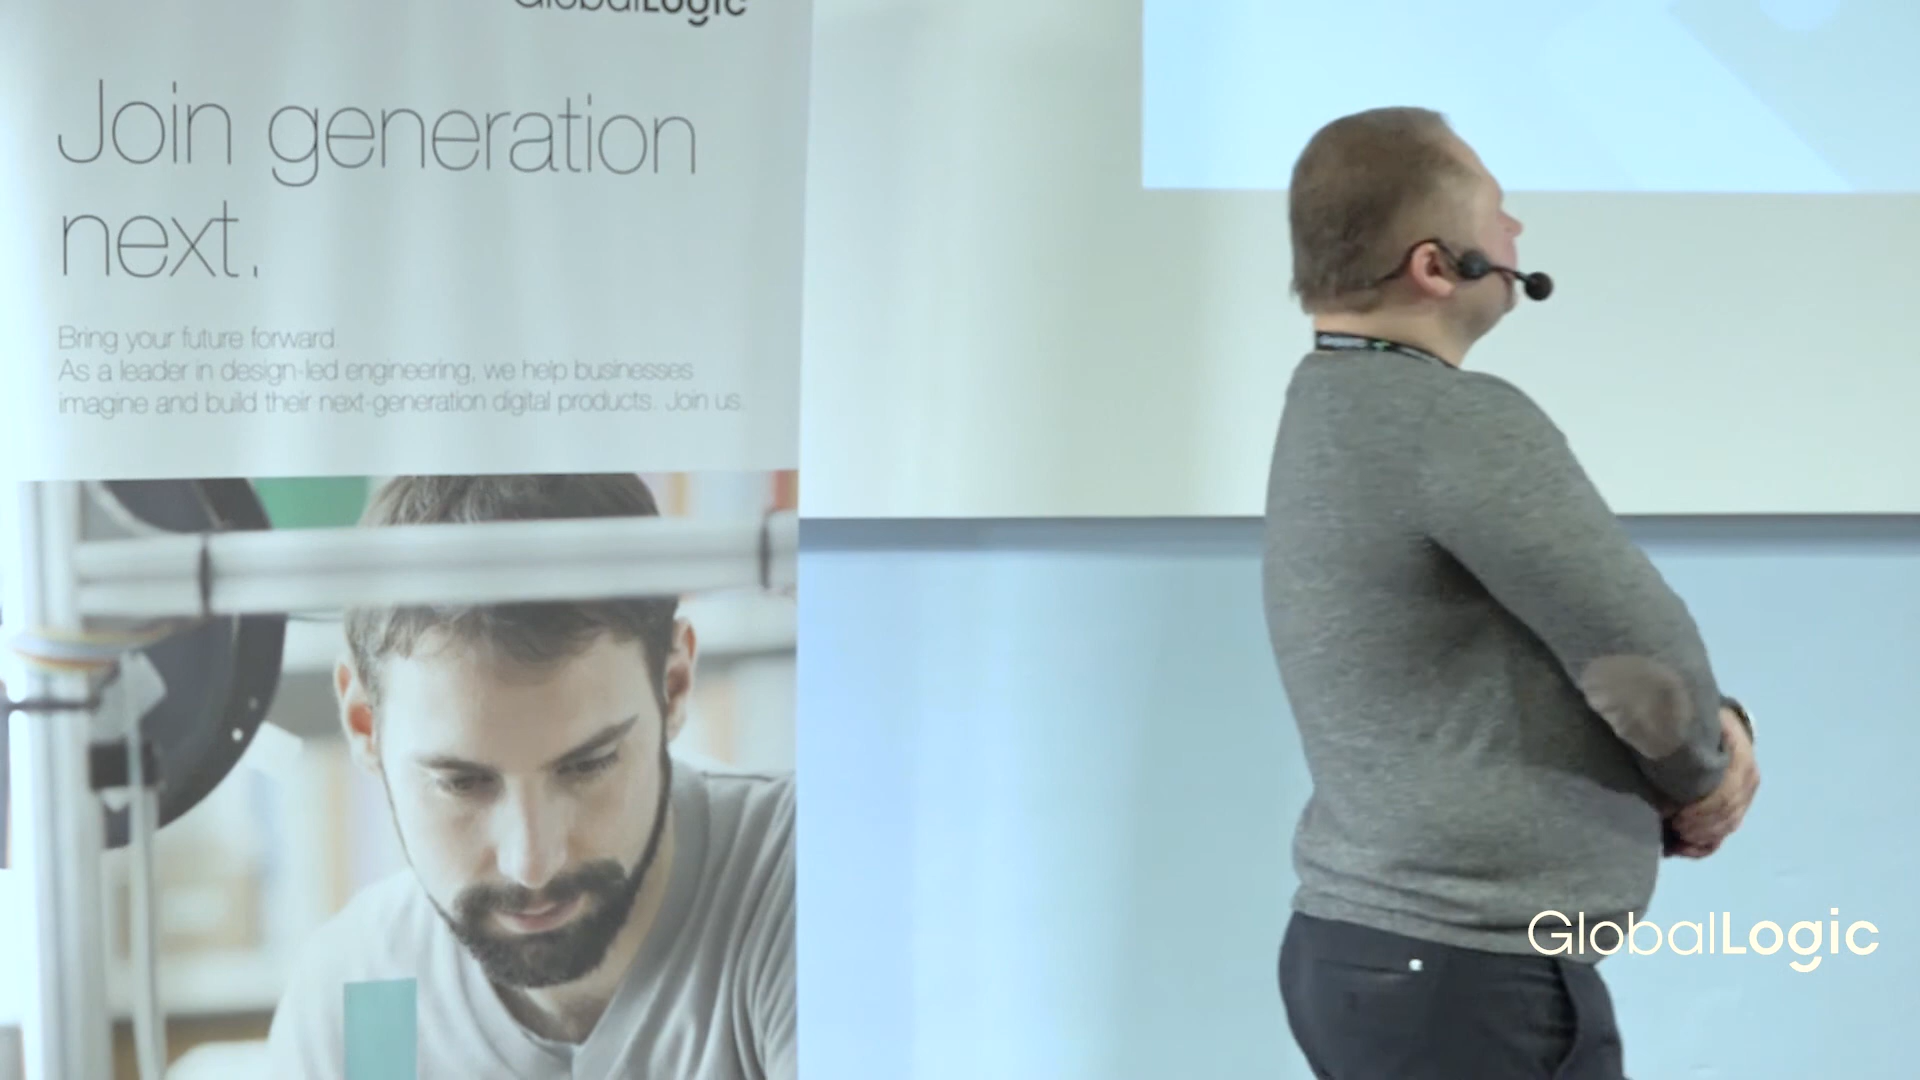 GlobalLogic
Join generation
next.
Bring your future forward.
As a leader in design-led engineering, we help businesses
imagine and build their next-generation digital products. Join us.
GlobalLogic